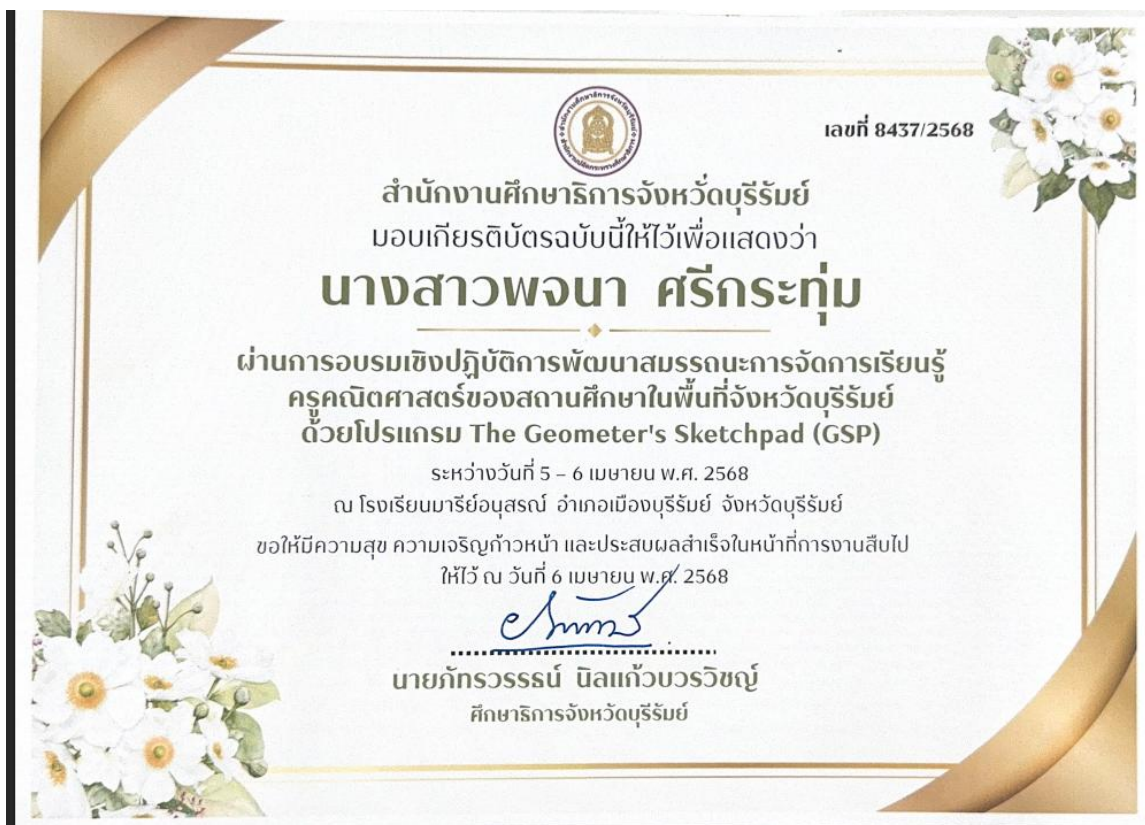 เลขที่ 8437/2568
สำนักงานศึกษาธิการจังหวัดบุรีรัมย์
มอบเกียรติบัตรฉบับนี้ให้ไว้เพื่อแสดงว่า
นางสาวพจนา ศรีกระทุ่ม
ผ่านการอบรมเชิงปฏิบัติการพัฒนาสมรรถนะการจัดการเรียนรู้
ครูคณิตศาสตร์ของสถานศึกษาในพื้นที่จังหวัดบุรีรัมย์
ด้วยโปรแกรม The Geometer's Sketchpad (GSP)
ระหว่างวันที่ 5 – 6 เมษายน พ.ศ. 2568
ณ โรงเรียนมารีย์อนุสรณ์ อำเภอเมืองบุรีรัมย์ จังหวัดบุรีรัมย์
ขอให้มีความสุข ความเจริญก้าวหน้า และประสบผลสำเร็จในหน้าที่การงานสืบไป
ให้ไว้ ณ วันที่ 6 เมษายน พ.ศ. 2568
นายภัทรวรรธน์ นิลแก้วบวรวิชญ์
ศึกษาธิการจังหวัดบุรีรัมย์